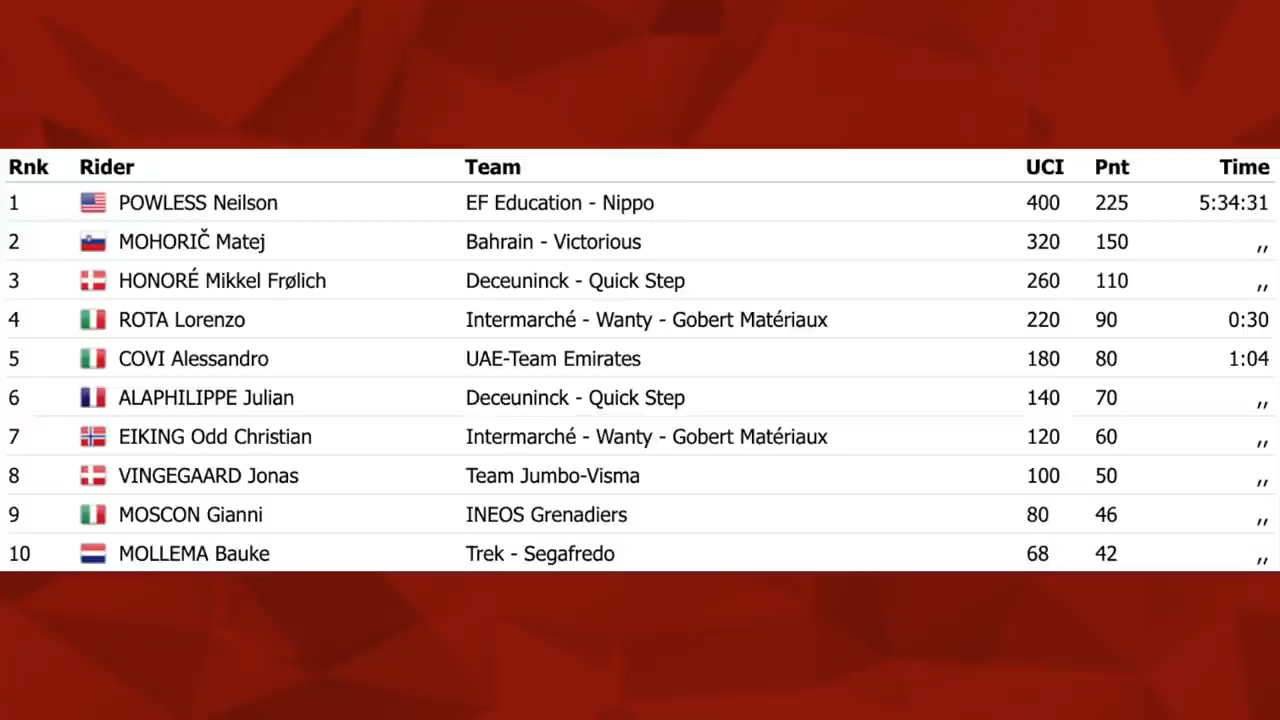 Rnk Rider Team UCI Pnt Time
1 POWLESS Neilson EF Education - Nippo 400 225 5:34:31
2 MOHORIČ Matej Bahrain - Victorious 320 150 ,,
3 HONORÉ Mikkel Frølich Deceuninck - Quick Step 260 110 ,,
4 ROTA Lorenzo Intermarché - Wanty - Gobert Matériaux 220 90 0:30
5 COVI Alessandro UAE-Team Emirates 180 80 1:04
6 ALAPHILIPPE Julian Deceuninck - Quick Step 140 70 ,,
7 EIKING Odd Christian Intermarché - Wanty - Gobert Matériaux 120 60 ,,
8 VINGEGAARD Jonas Team Jumbo-Visma 100 50 ,,
9 MOSCON Gianni INEOS Grenadiers 80 46 ,,
10 MOLLEMA Bauke Trek - Segafredo 68 42 ,,